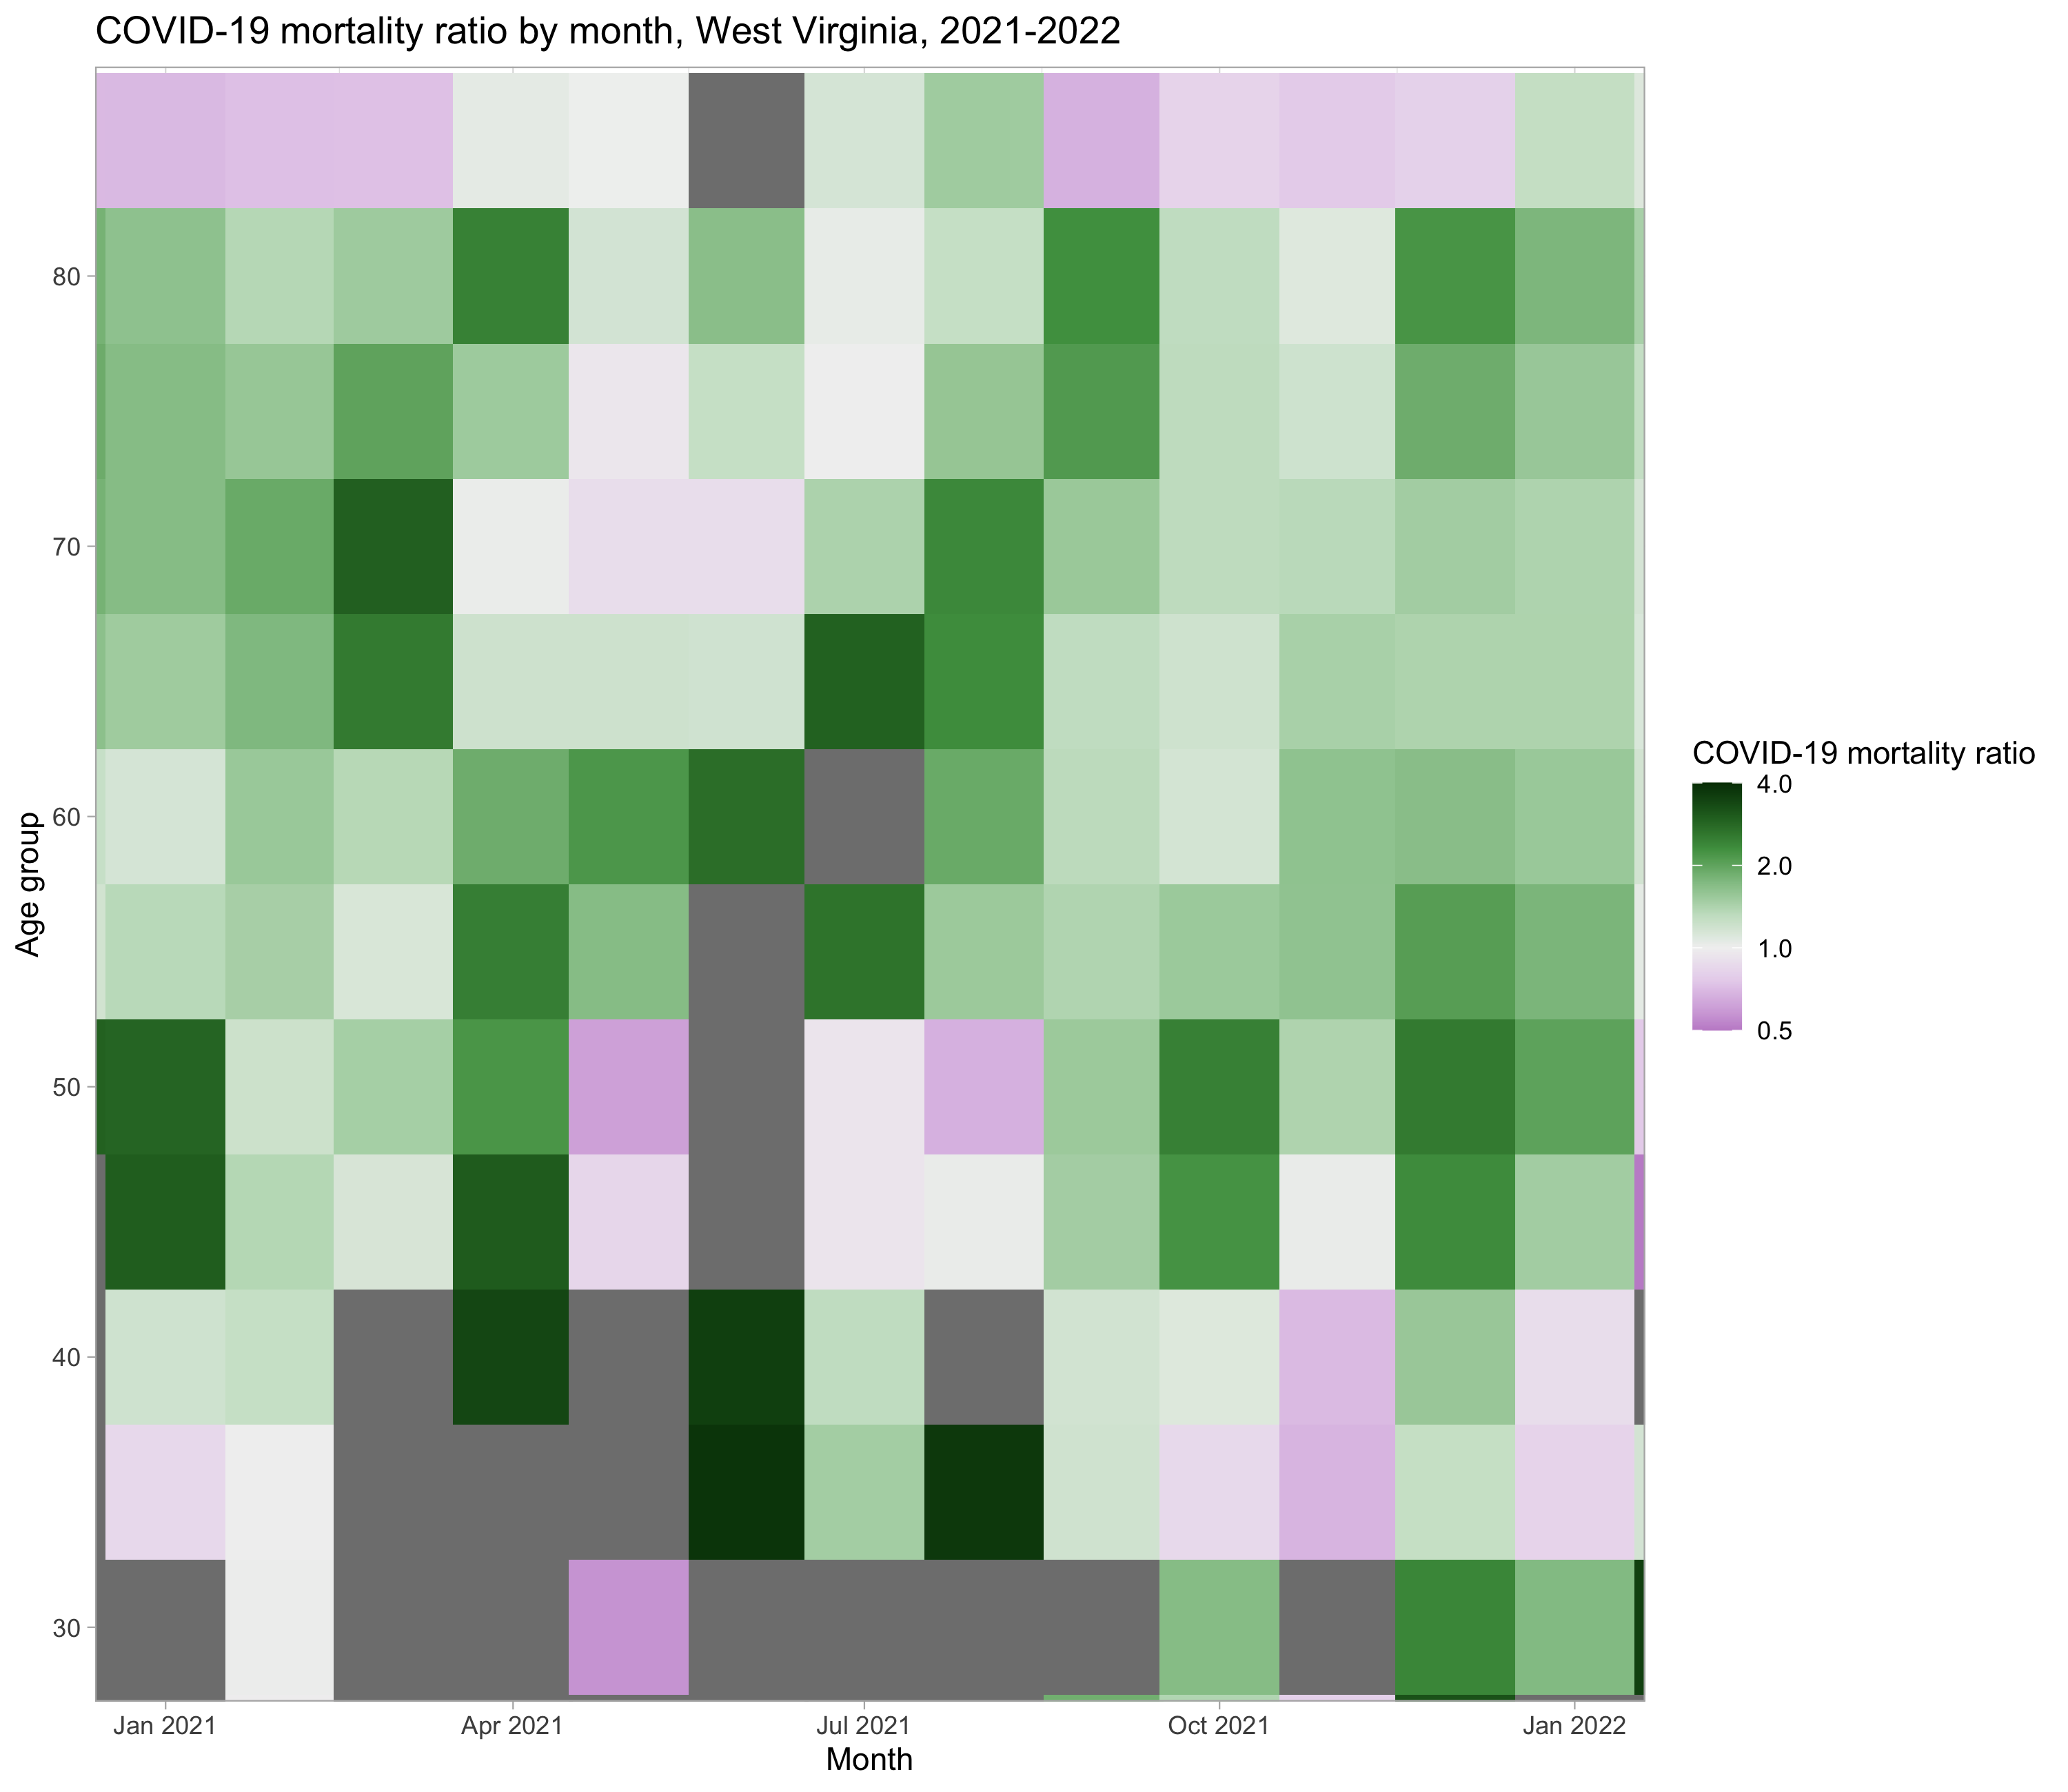 COVID-19 mortality ratio by month, West Virginia, 2021-2022
80
70
60
50
40
30
Age group
Jan 2021
Apr 2021
Jul 2021
Oct 2021
Jan 2022
Month
COVID-19 mortality ratio
4.0
2.0
1.0
0.5